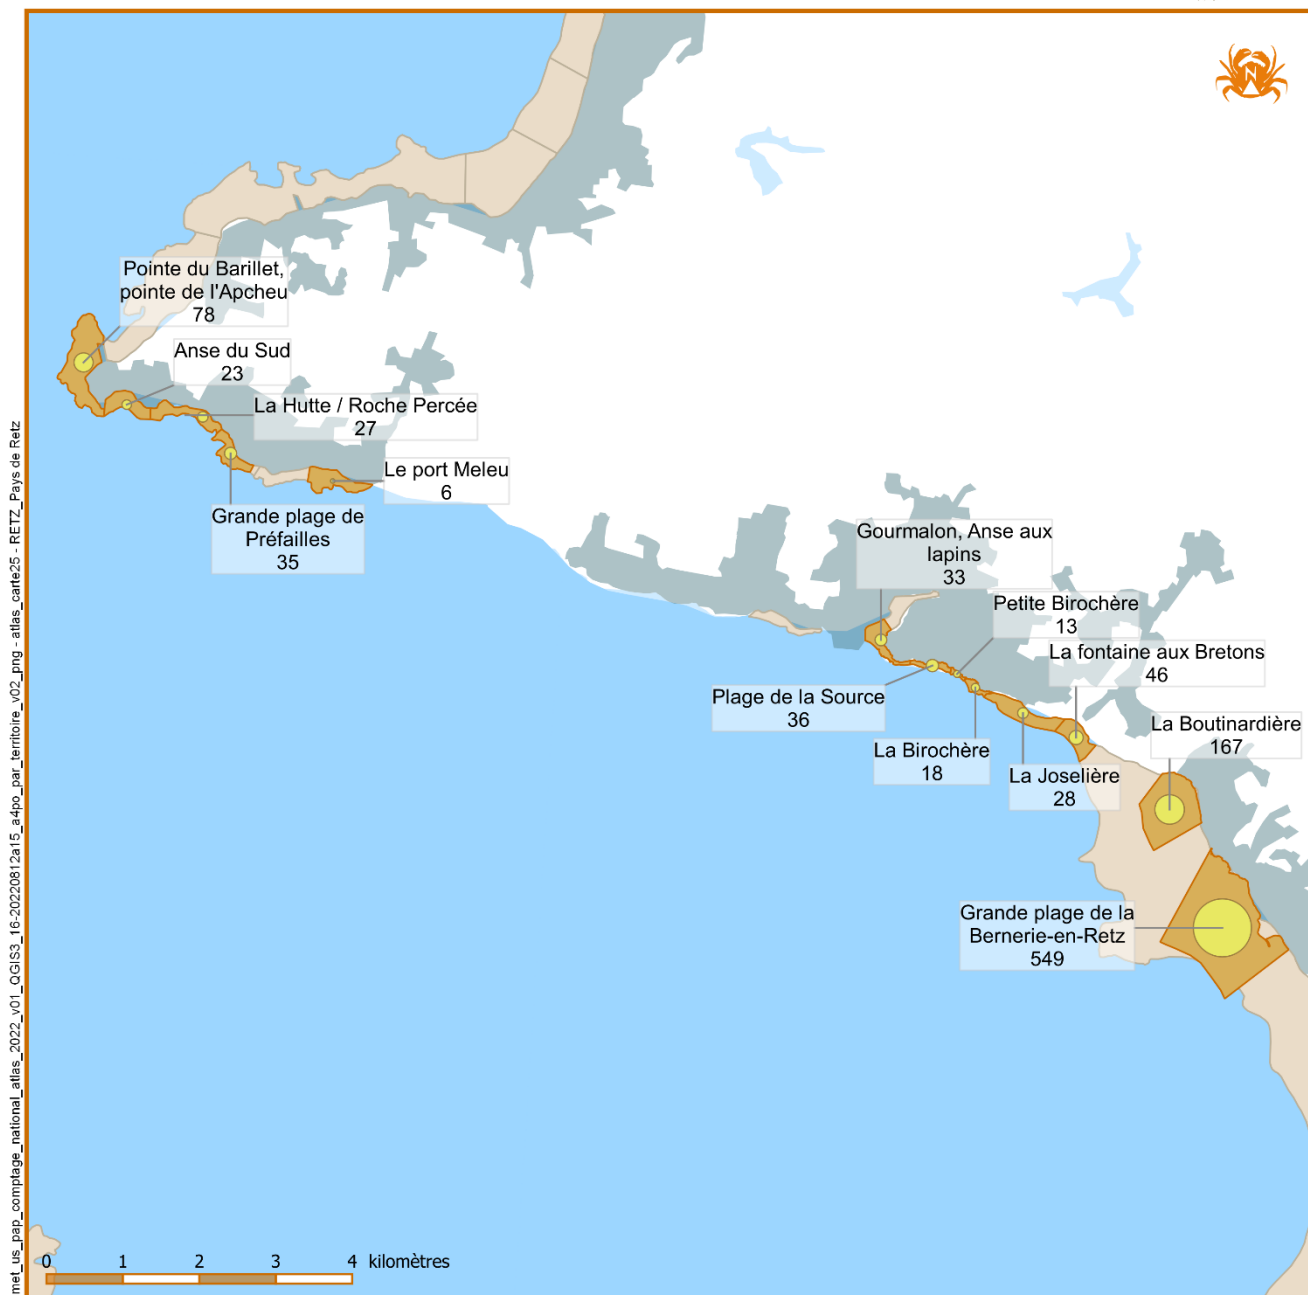 N
Pointe du Barillet,
pointe de l'Apcheu
78
Anse du Sud
23
La Hutte / Roche Percée
27
Le port Meleu
6
Grande plage de
Préfailles
35
Gourmalon, Anse aux
lapins
33
Petite Birochère
13
La fontaine aux Bretons
46
Plage de la Source
36
La Boutinardière
167
La Birochère
18
La Joselière
28
Grande plage de la
Bernerie-en-Retz
549
0 1 2 3 4 kilomètres
met_us_pap_comptage_national_atlas_2022_v01_QGIS3_16-20220812a15_a4po_par_territoire_v02_png - atlas_carte25 - RETZ_Pays de Retz